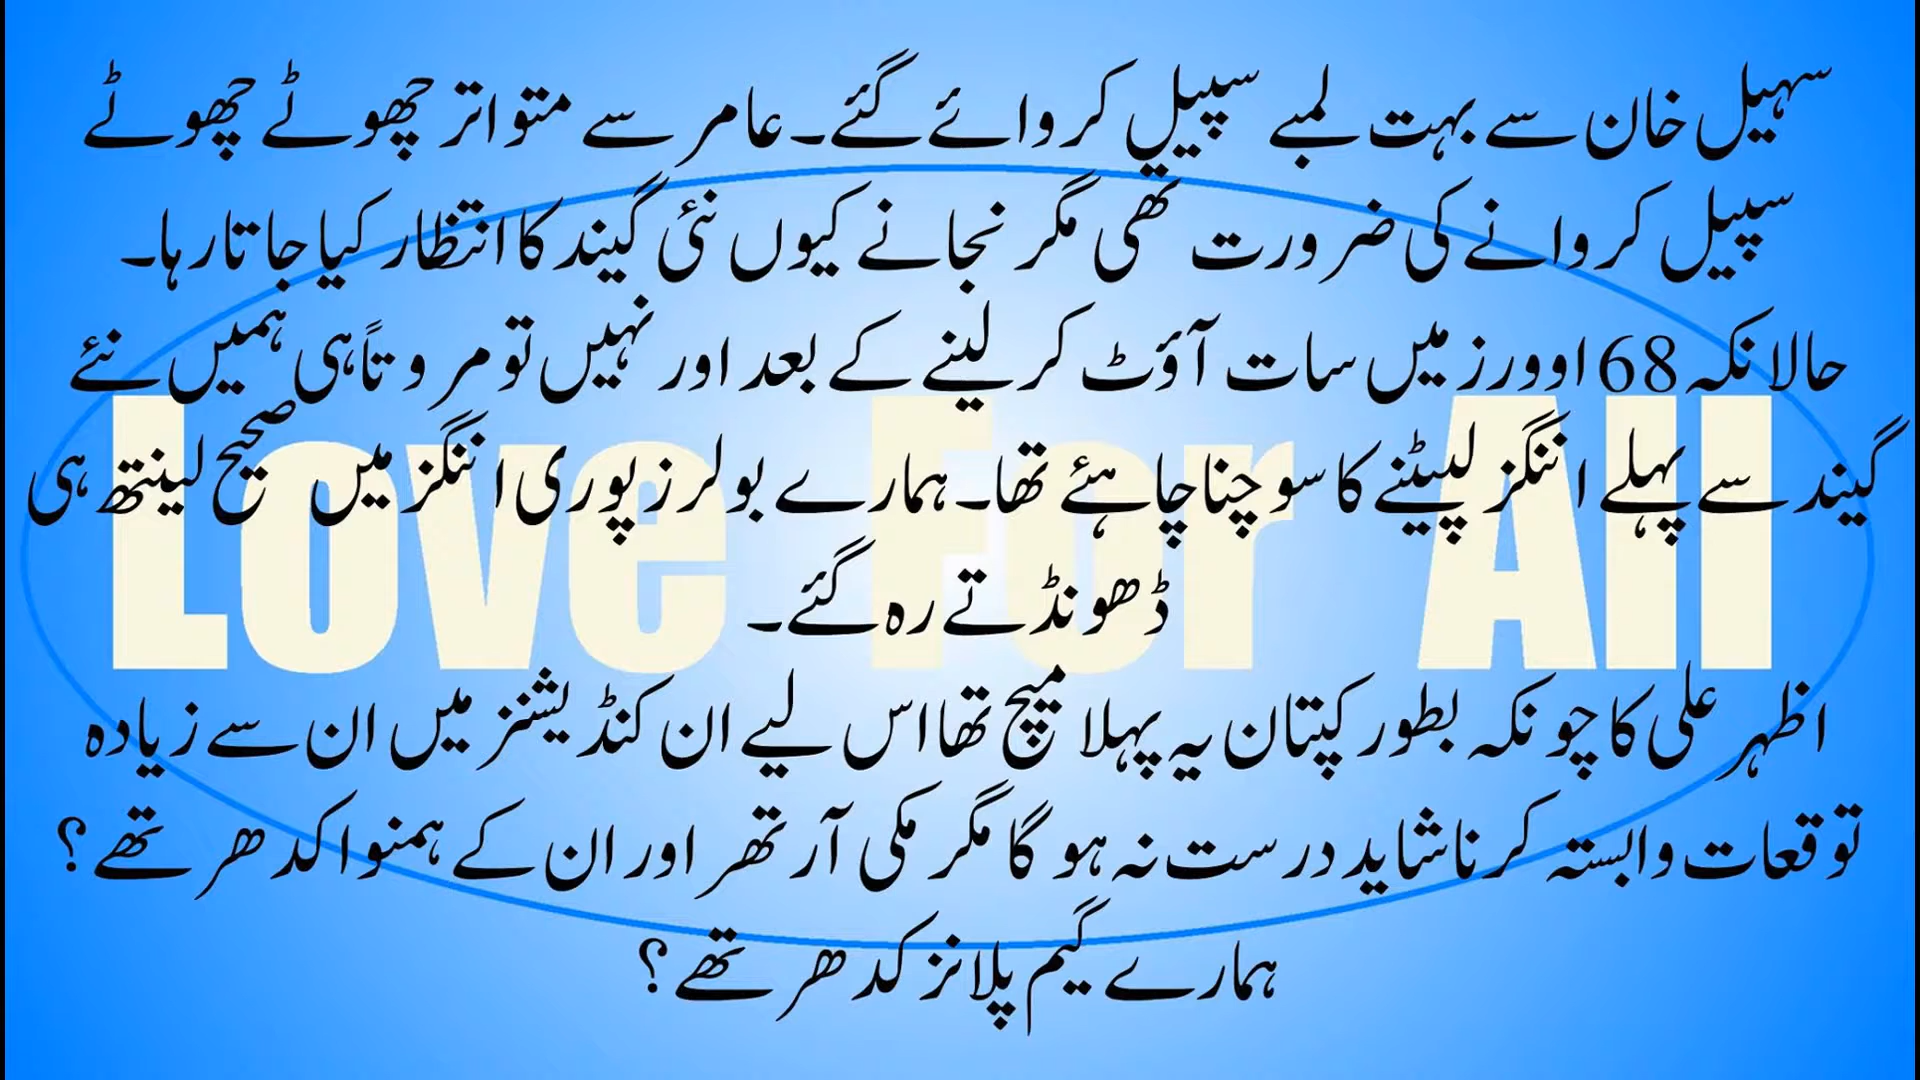 سہیل خان سے بہت لمبے سپیل کروائے گئے۔ عامر سے متواتر چھوٹے چھوٹے
سپیل کروانے کی ضرورت تھی مگر نجانے کیوں نئی گیند کا انتظار کیا جاتا رہا۔
حالانکہ 68 اوورز میں سات آؤٹ کر لینے کے بعد اور نہیں تو مروتاً ہی ہمیں نئے
گیند سے پہلے اننگز لپیٹنے کا سوچنا چاہئے تھا۔ ہمارے بولرز پوری اننگز میں صحیح لینتھ ہی
ڈھونڈتے رہ گئے۔
اظہر علی کا چونکہ بطور کپتان یہ پہلا میچ تھا اس لیے ان کنڈیشنز میں ان سے زیادہ
توقعات وابستہ کرنا شاید درست نہ ہو گا مگر مکی آرتھر اور ان کے ہمنوا کدھر تھے؟
ہمارے گیم پلانز کدھر تھے؟
Love For All